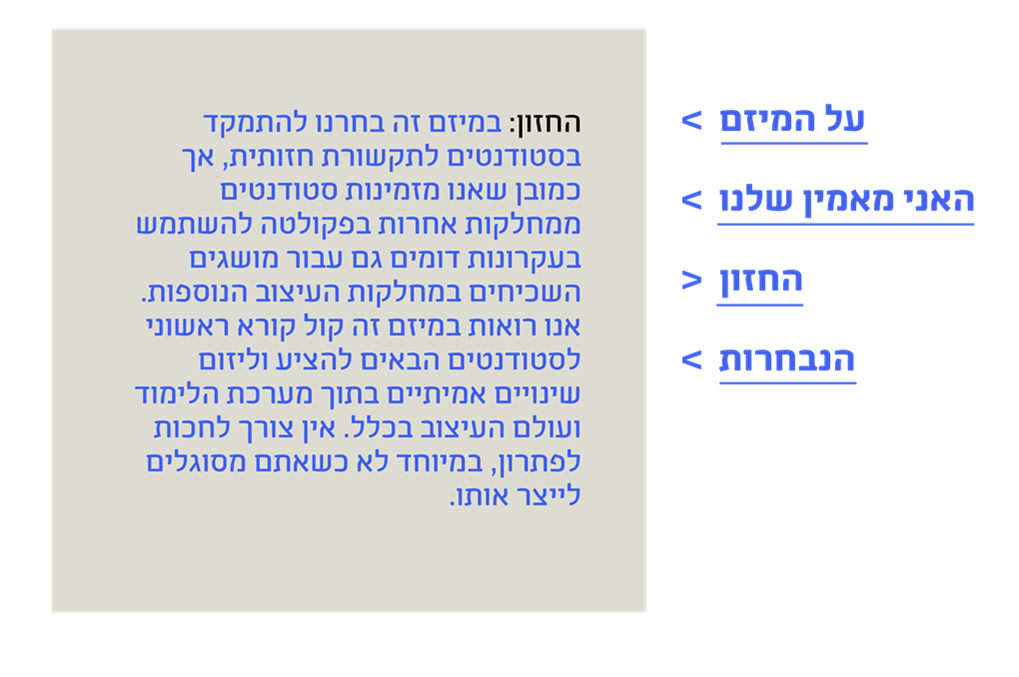 על המיזם <
האני מאמין שלנו <
החזון >
הנבחרות <
החזון: במיזם זה בחרנו להתמקד
בסטודנטים לתקשורת חזותית, אך
כמובן שאנו מזמינות סטודנטים
ממחלקות אחרות בפקולטה להשתמש
בעקרונות דומים גם עבור מושגים
השכיחים במחלקות העיצוב הנוספות.
אנו רואות במיזם זה קול קורא ראשוני
לסטודנטים הבאים להציע וליזום
שינויים אמיתיים בתוך מערכת הלימוד
ועולם העיצוב בכלל. אין צורך לחכות
לפתרון, במיוחד לא כשאתם מסוגלים
לייצר אותו.